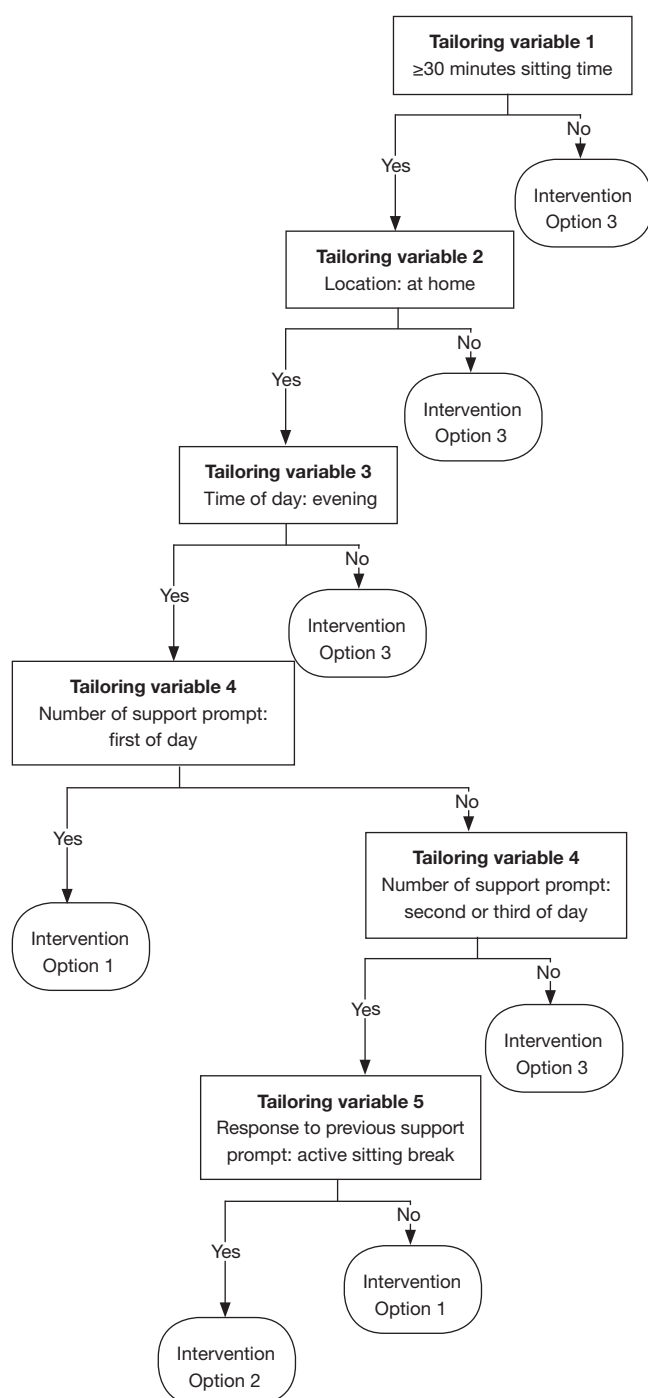 Tailoring variable 1
≥30 minutes sitting time
No
Yes
Intervention
Option 3
Tailoring variable 2
Location: at home
No
Yes
Intervention
Option 3
Tailoring variable 3
Time of day: evening
No
Yes
Intervention
Option 3
Tailoring variable 4
Number of support prompt:
first of day
No
Yes
Tailoring variable 4
Number of support prompt:
second or third of day
Intervention
Option 1
No
Yes
Intervention
Option 3
Tailoring variable 5
Response to previous support
prompt: active sitting break
No
Yes
Intervention
Option 1
Intervention
Option 2